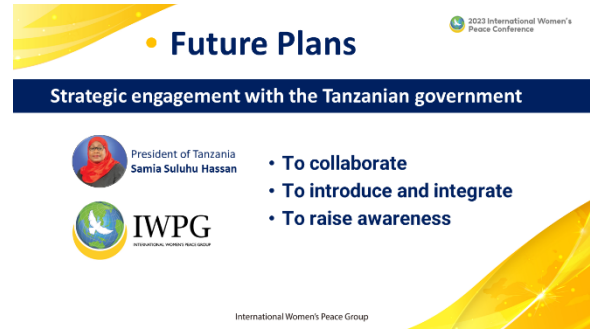 2023 International Women's
Peace Conference
• Future Plans
Strategic engagement with the Tanzanian government
President of Tanzania
Samia Suluhu Hassan
• To collaborate
• To introduce and integrate
• To raise awareness
IWPG
INTERNATIONAL WOMEN'S PEACE GROUP
International Women's Peace Group